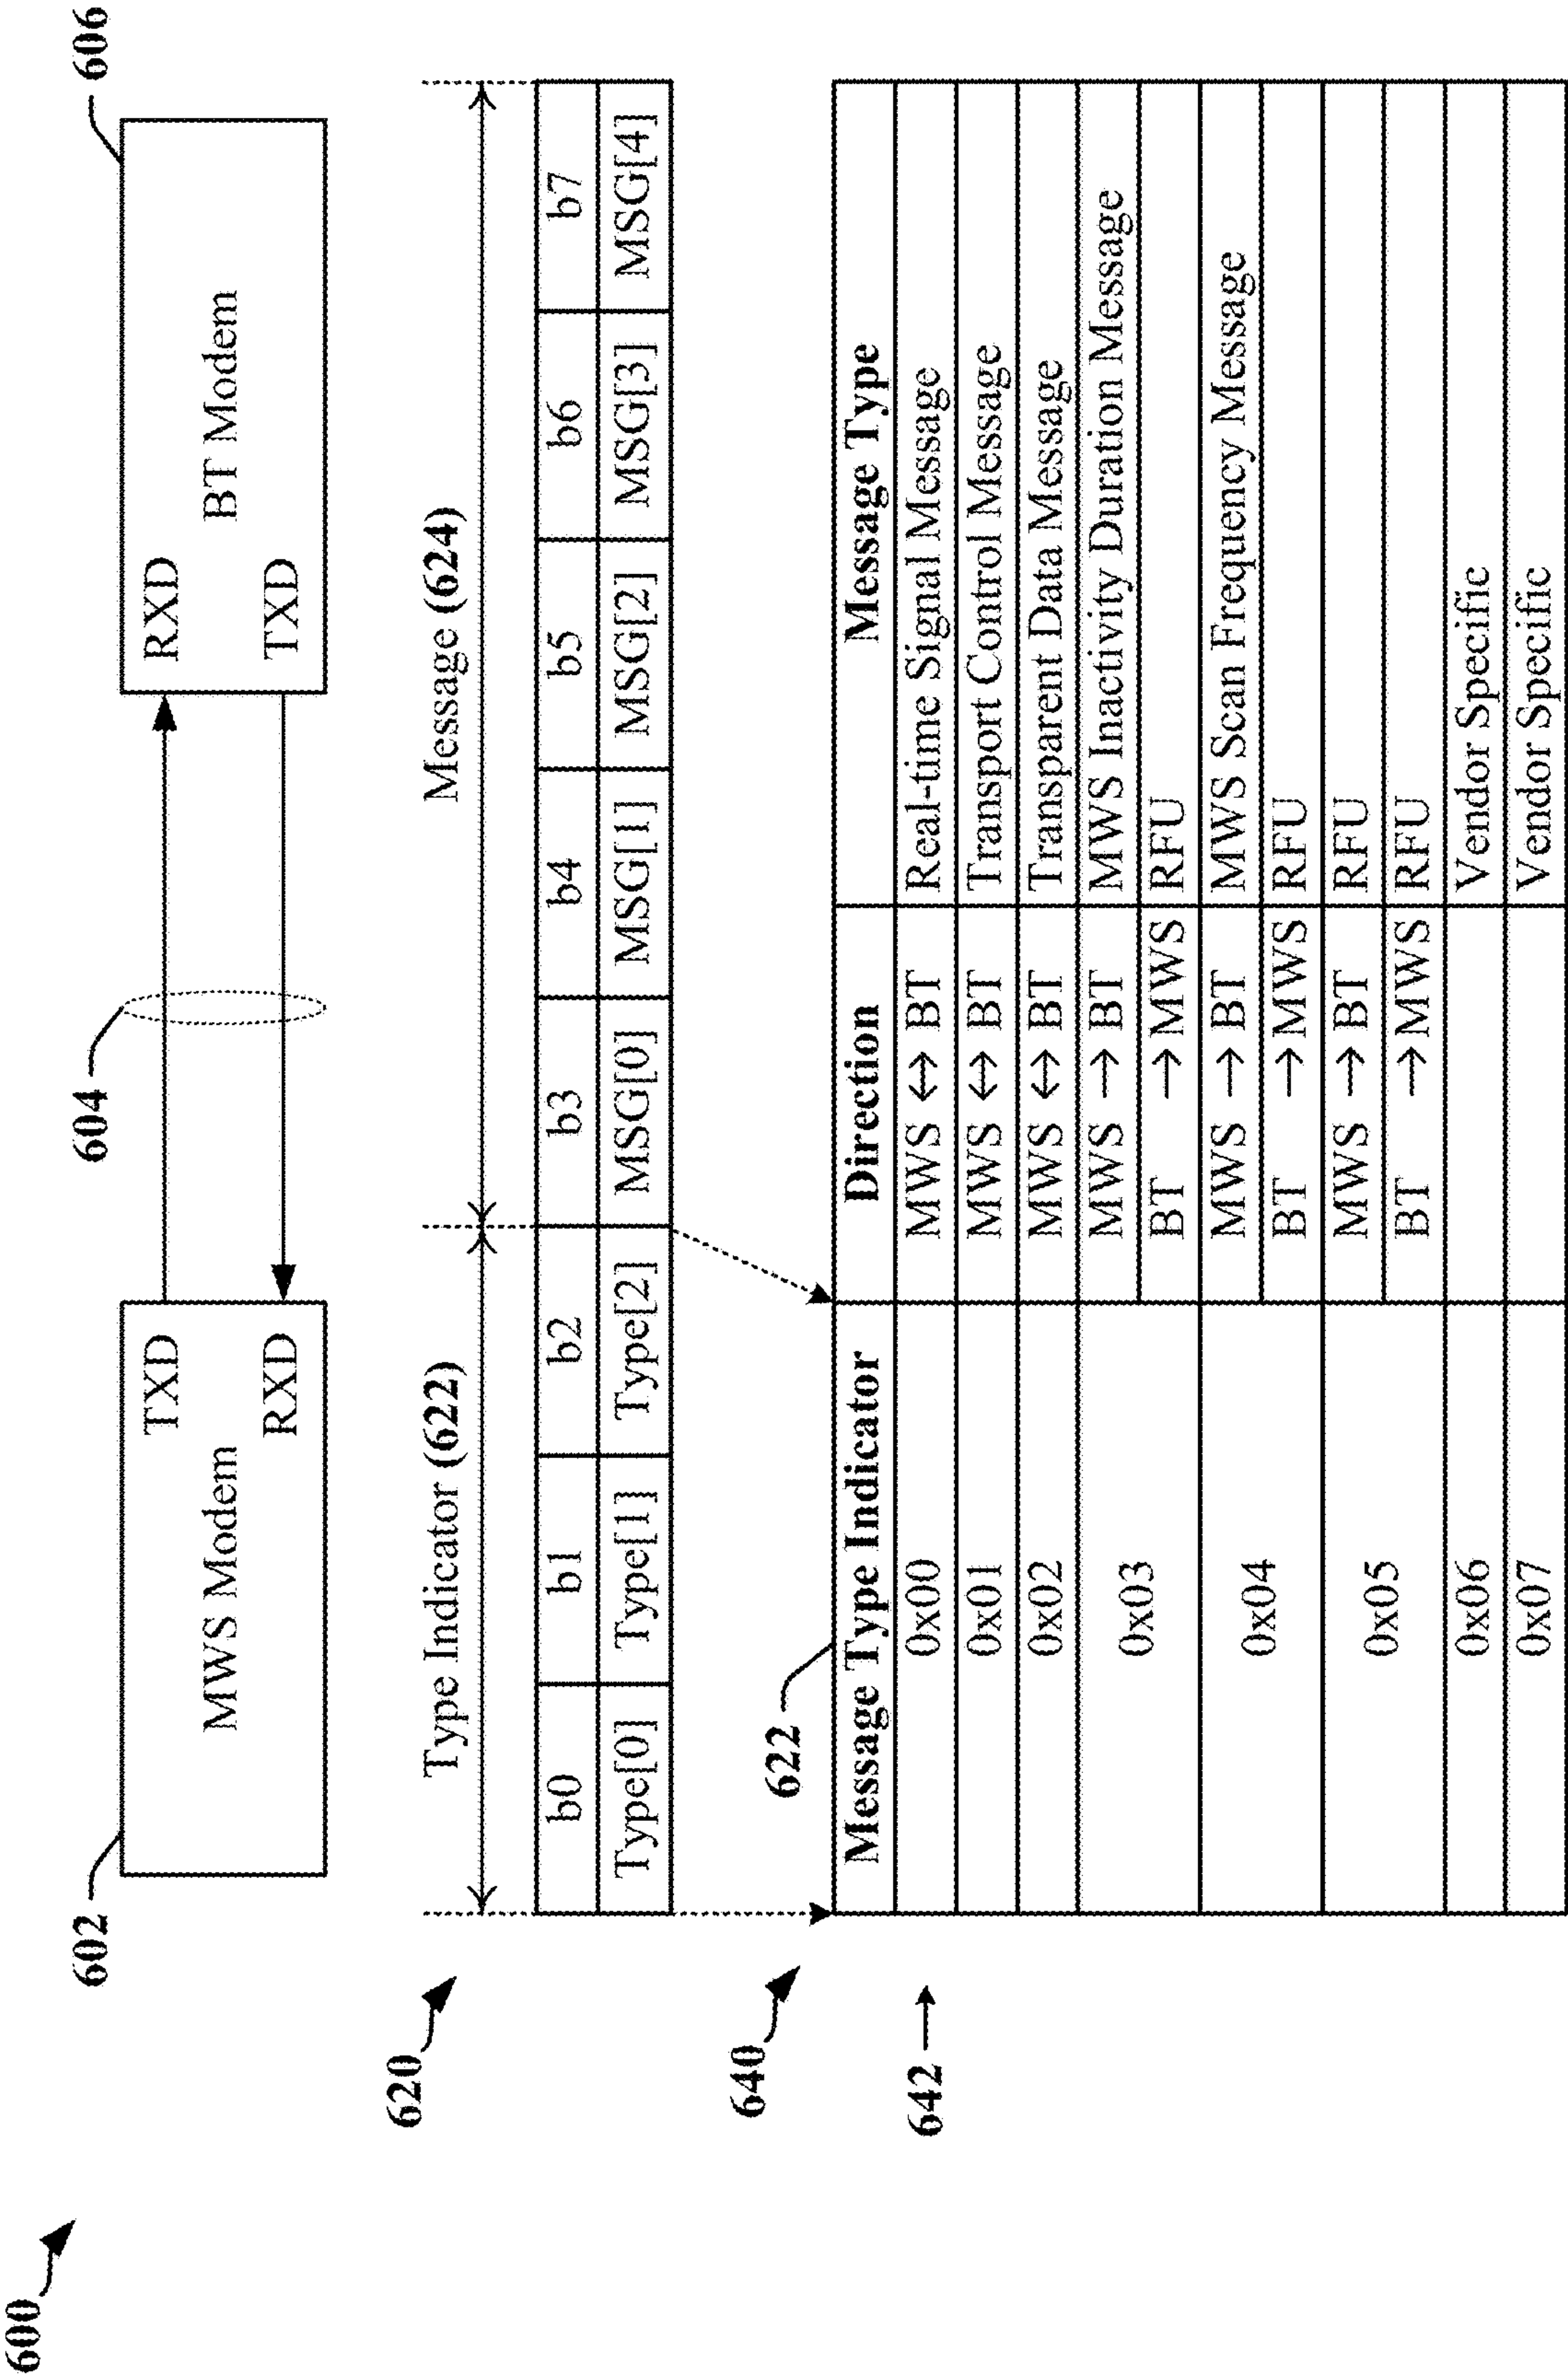 600
602
604
606
MWS Modem
TXD
RXD
RXD
BT Modem
TXD
620
Type Indicator (622)
Message (624)
b0 b1 b2 b3 b4 b5 b6 b7
Type[0] Type[1] Type[2] MSG[0] MSG[1] MSG[2] MSG[3] MSG[4]
640
622
Message Type Indicator Direction Message Type
642 → 0x00 MWS ↔ BT Real-time Signal Message
0x01 MWS ↔ BT Transport Control Message
0x02 MWS ↔ BT Transparent Data Message
0x03 MWS → BT MWS Inactivity Duration Message
BT → MWS RFU
0x04 MWS → BT MWS Scan Frequency Message
BT → MWS RFU
0x05 MWS → BT RFU
BT → MWS RFU
0x06 Vendor Specific
0x07 Vendor Specific